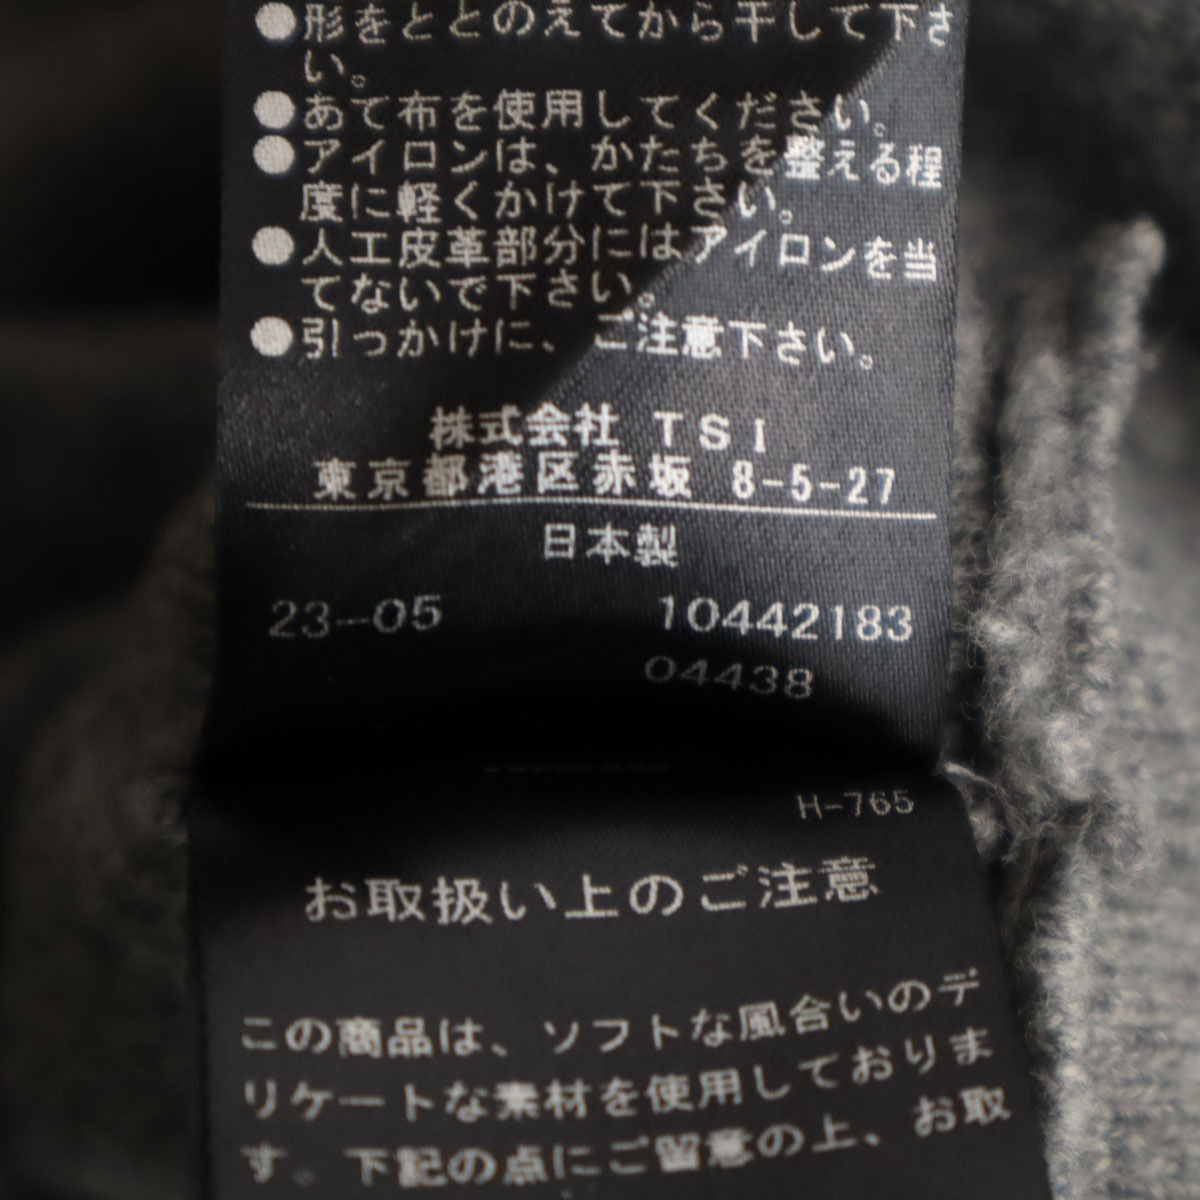 ●形をととのえてから干して下さ
い。
●あて布を使用してください。
●アイロンは、かたちを整える程
度に軽くかけて下さい。
●人工皮革部分にはアイロンを当
てないで下さい。
●引っかけに、ご注意下さい。
株式会社 TSI
東京都港区赤坂 8-5-27
日本製
23-05 10442183
04438
H-765
お取扱い上のご注意
この商品は、ソフトな風合いのデ
リケートな素材を使用しておりま
す。下記の点にご留意の上、お取